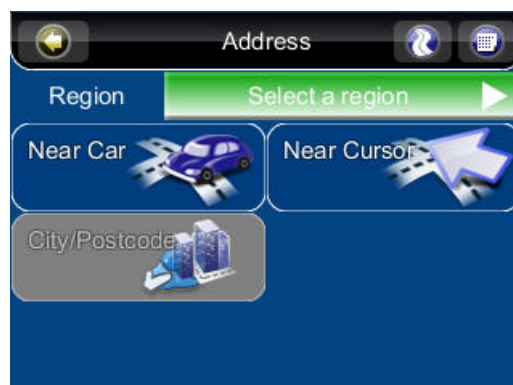 Address
Region
Select a region
Near Car
Near Cursor
City/Postcode